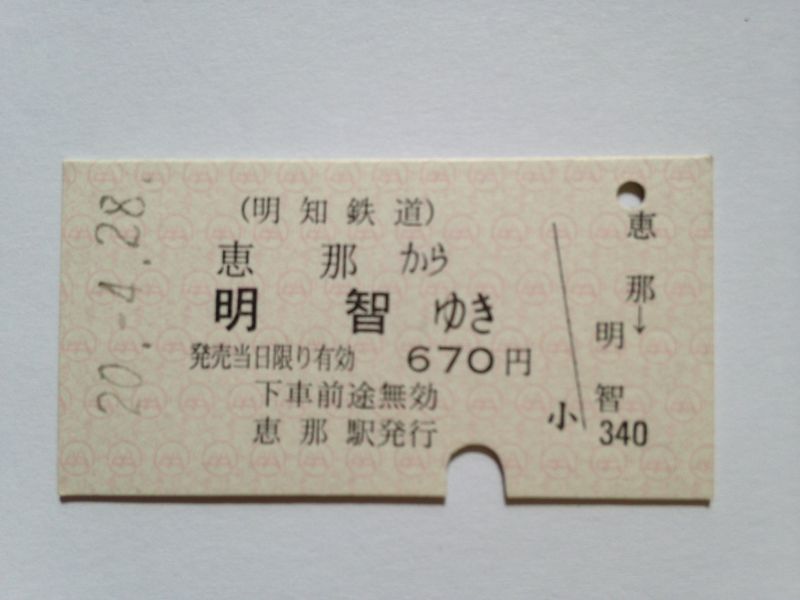 20.-4.28.
(明知鉄道)
恵那から
明智ゆき
発売当日限り有効 670円
下車前途無効
恵那駅発行
恵那→
明智
小 340